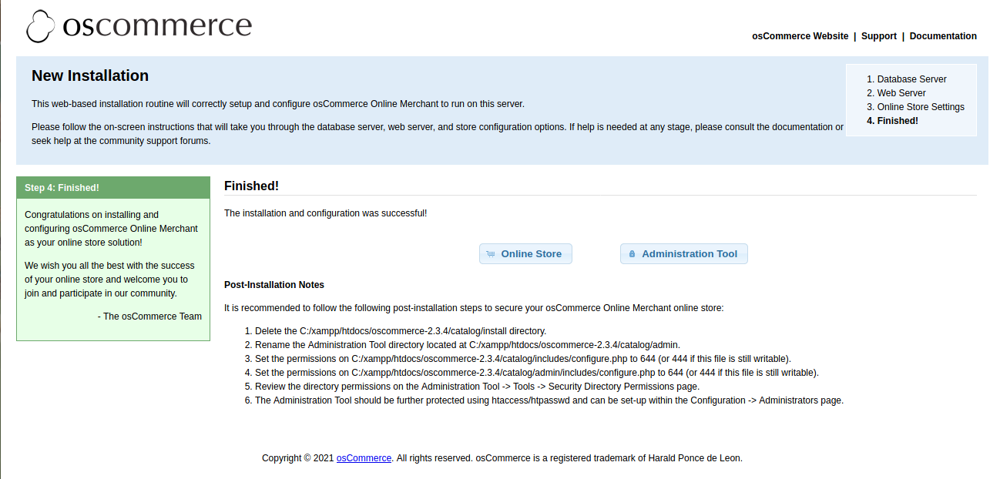 oscommerce
osCommerce Website | Support | Documentation
New Installation
This web-based installation routine will correctly setup and configure osCommerce Online Merchant to run on this server.
Please follow the on-screen instructions that will take you through the database server, web server, and store configuration options. If help is needed at any stage, please consult the documentation or
seek help at the community support forums.
1. Database Server
2. Web Server
3. Online Store Settings
4. Finished!
Step 4: Finished!
Congratulations on installing and
configuring osCommerce Online Merchant
as your online store solution!
We wish you all the best with the success
of your online store and welcome you to
join and participate in our community.
- The osCommerce Team
Finished!
The installation and configuration was successful!
Online Store
Administration Tool
Post-Installation Notes
It is recommended to follow the following post-installation steps to secure your osCommerce Online Merchant online store:
1. Delete the C:/xampp/htdocs/oscommerce-2.3.4/catalog/install directory.
2. Rename the Administration Tool directory located at C:/xampp/htdocs/oscommerce-2.3.4/catalog/admin.
3. Set the permissions on C:/xampp/htdocs/oscommerce-2.3.4/catalog/includes/configure.php to 644 (or 444 if this file is still writable).
4. Set the permissions on C:/xampp/htdocs/oscommerce-2.3.4/catalog/admin/includes/configure.php to 644 (or 444 if this file is still writable).
5. Review the directory permissions on the Administration Tool -> Tools -> Security Directory Permissions page.
6. The Administration Tool should be further protected using htaccess/htpasswd and can be set-up within the Configuration -> Administrators page.
Copyright © 2021 osCommerce. All rights reserved. osCommerce is a registered trademark of Harald Ponce de Leon.